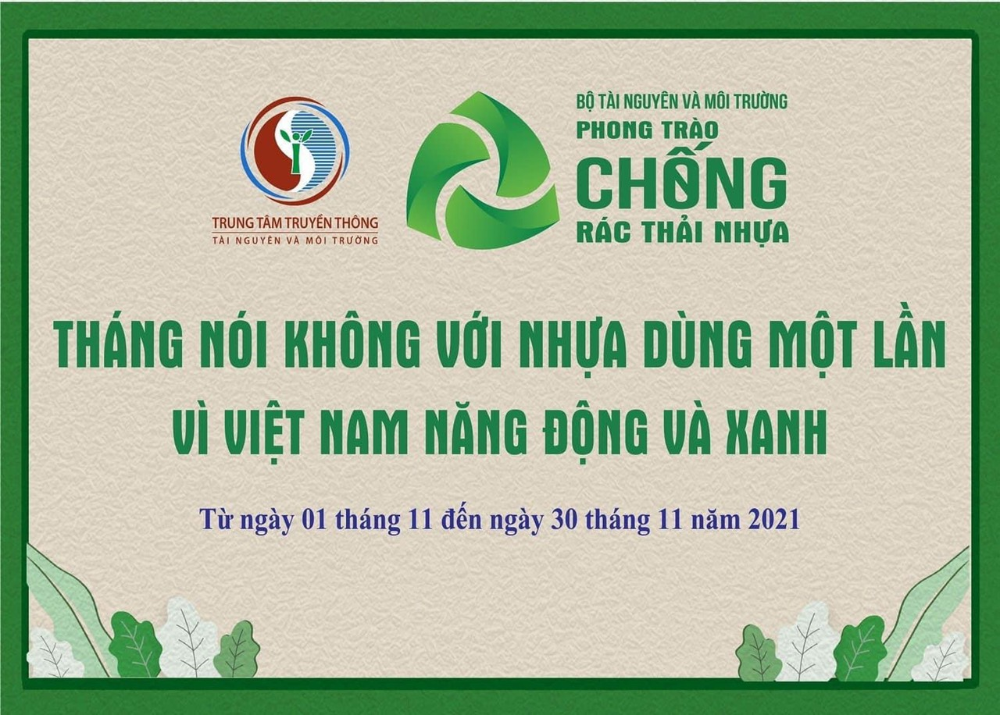 TRUNG TÂM TRUYỀN THÔNG
TÀI NGUYÊN VÀ MÔI TRƯỜNG
BỘ TÀI NGUYÊN VÀ MÔI TRƯỜNG
PHONG TRÀO
CHỐNG
RÁC THẢI NHỰA
THÁNG NÓI KHÔNG VỚI NHỰA DÙNG MỘT LẦN
VÌ VIỆT NAM NĂNG ĐỘNG VÀ XANH
Từ ngày 01 tháng 11 đến ngày 30 tháng 11 năm 2021